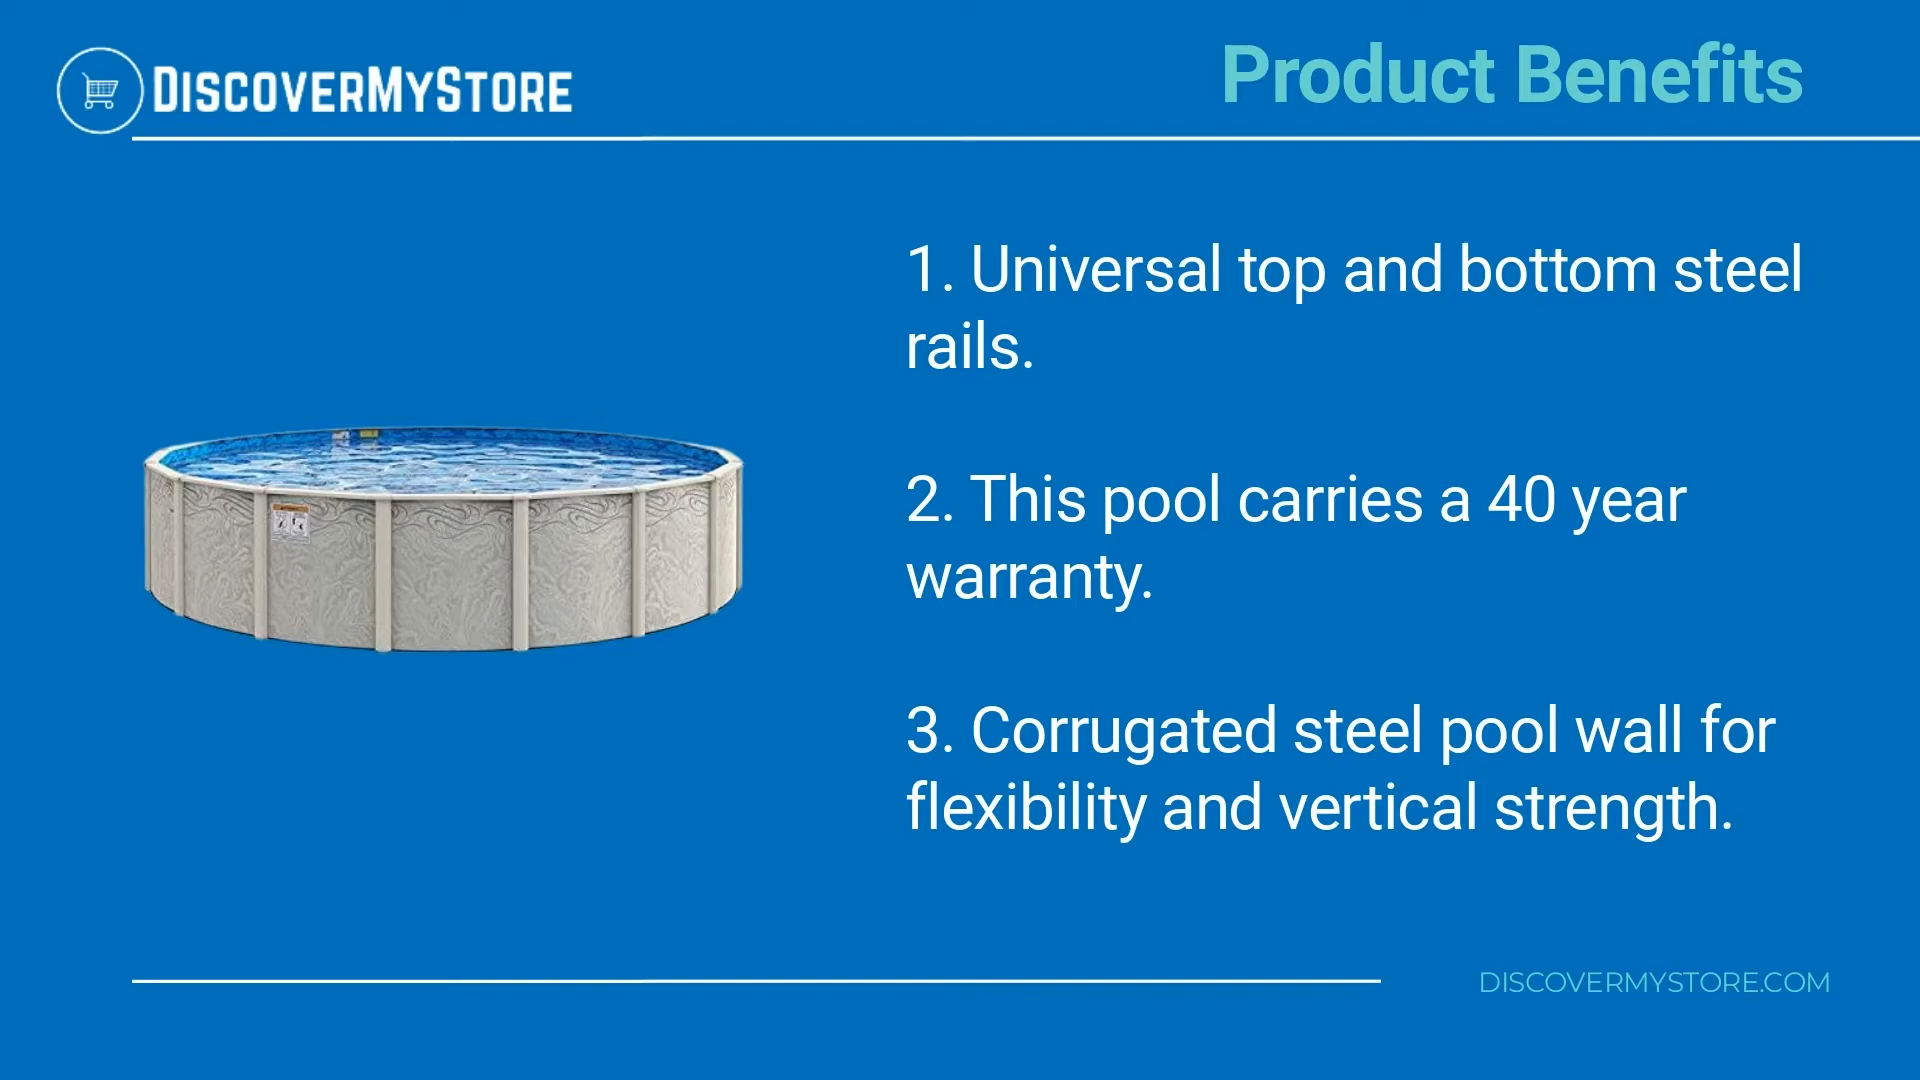 DISCOVERMYSTORE
Product Benefits
1. Universal top and bottom steel
rails.
2. This pool carries a 40 year
warranty.
3. Corrugated steel pool wall for
flexibility and vertical strength.
DISCOVERMYSTORE.COM